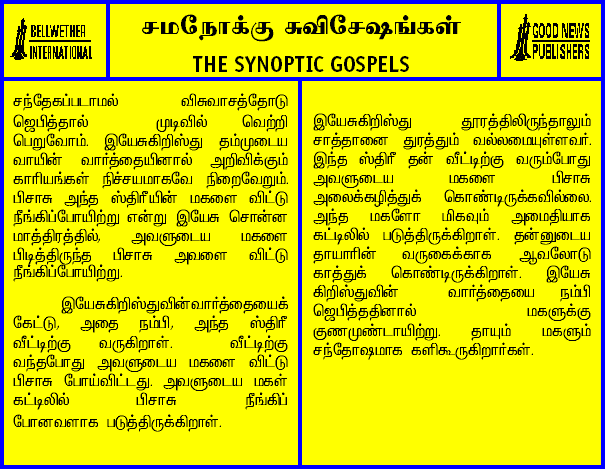 BELLWETHER
INTERNATIONAL
சமநோக்கு சுவிசேஷங்கள்
THE SYNOPTIC GOSPELS
GOOD NEWS
PUBLISHERS
சந்தேகப்படாமல் விசுவாசத்தோடு
ஜெபித்தால் முடிவில் வெற்றி
பெறுவோம். இயேசுகிறிஸ்து தம்முடைய
வாயின் வார்த்தையினால் அறிவிக்கும்
காரியங்கள் நிச்சயமாகவே நிறைவேறும்.
பிசாசு அந்த ஸ்திரீயின் மகளை விட்டு
நீங்கிப்போயிற்று என்று இயேசு சொன்ன
மாத்திரத்தில், அவளுடைய மகளை
பிடித்திருந்த பிசாசு அவளை விட்டு
நீங்கிப்போயிற்று.
இயேசுகிறிஸ்துவின்வார்த்தையைக்
கேட்டு, அதை நம்பி, அந்த ஸ்திரீ
வீட்டிற்கு வருகிறாள். வீட்டிற்கு
வந்தபோது அவளுடைய மகளை விட்டு
பிசாசு போய்விட்டது. அவளுடைய மகள்
கட்டிலில் பிசாசு நீங்கிப்
போனவளாக படுத்திருக்கிறாள்.
இயேசுகிறிஸ்து தூரத்திலிருந்தாலும்
சாத்தானை துரத்தும் வல்லமையுள்ளவர்.
இந்த ஸ்திரீ தன் வீட்டிற்கு வரும்போது
அவளுடைய மகளை பிசாசு
அலைக்கழித்துக் கொண்டிருக்கவில்லை.
அந்த மகளோ மிகவும் அமைதியாக
கட்டிலில் படுத்திருக்கிறாள். தன்னுடைய
தாயாரின் வருகைக்காக ஆவலோடு
காத்துக் கொண்டிருக்கிறாள். இயேசு
கிறிஸ்துவின் வார்த்தையை நம்பி
ஜெபித்ததினால் மகளுக்கு
குணமுண்டாயிற்று. தாயும் மகளும்
சந்தோஷமாக களிகூருகிறார்கள்.